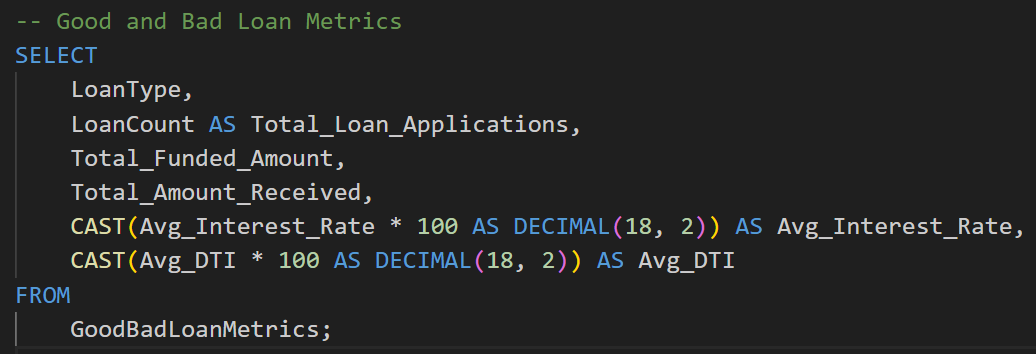 -- Good and Bad Loan Metrics
SELECT
    LoanType,
    LoanCount AS Total_Loan_Applications,
    Total_Funded_Amount,
    Total_Amount_Received,
    CAST(Avg_Interest_Rate * 100 AS DECIMAL(18, 2)) AS Avg_Interest_Rate,
    CAST(Avg_DTI * 100 AS DECIMAL(18, 2)) AS Avg_DTI
FROM
    GoodBadLoanMetrics;